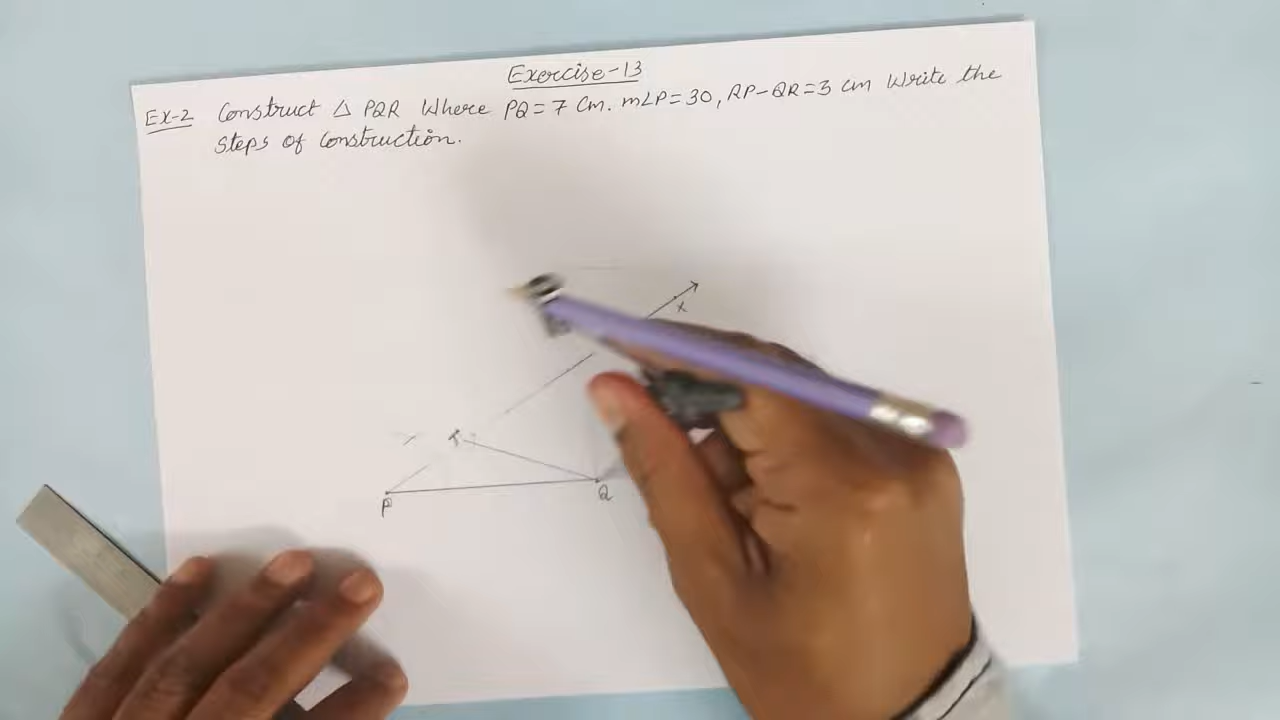 Exercise-13
Ex-2 Construct △ PQR Where PQ = 7 Cm. m∠P = 30, RP-QR = 3 cm Write the
steps of construction.
X
P
Q